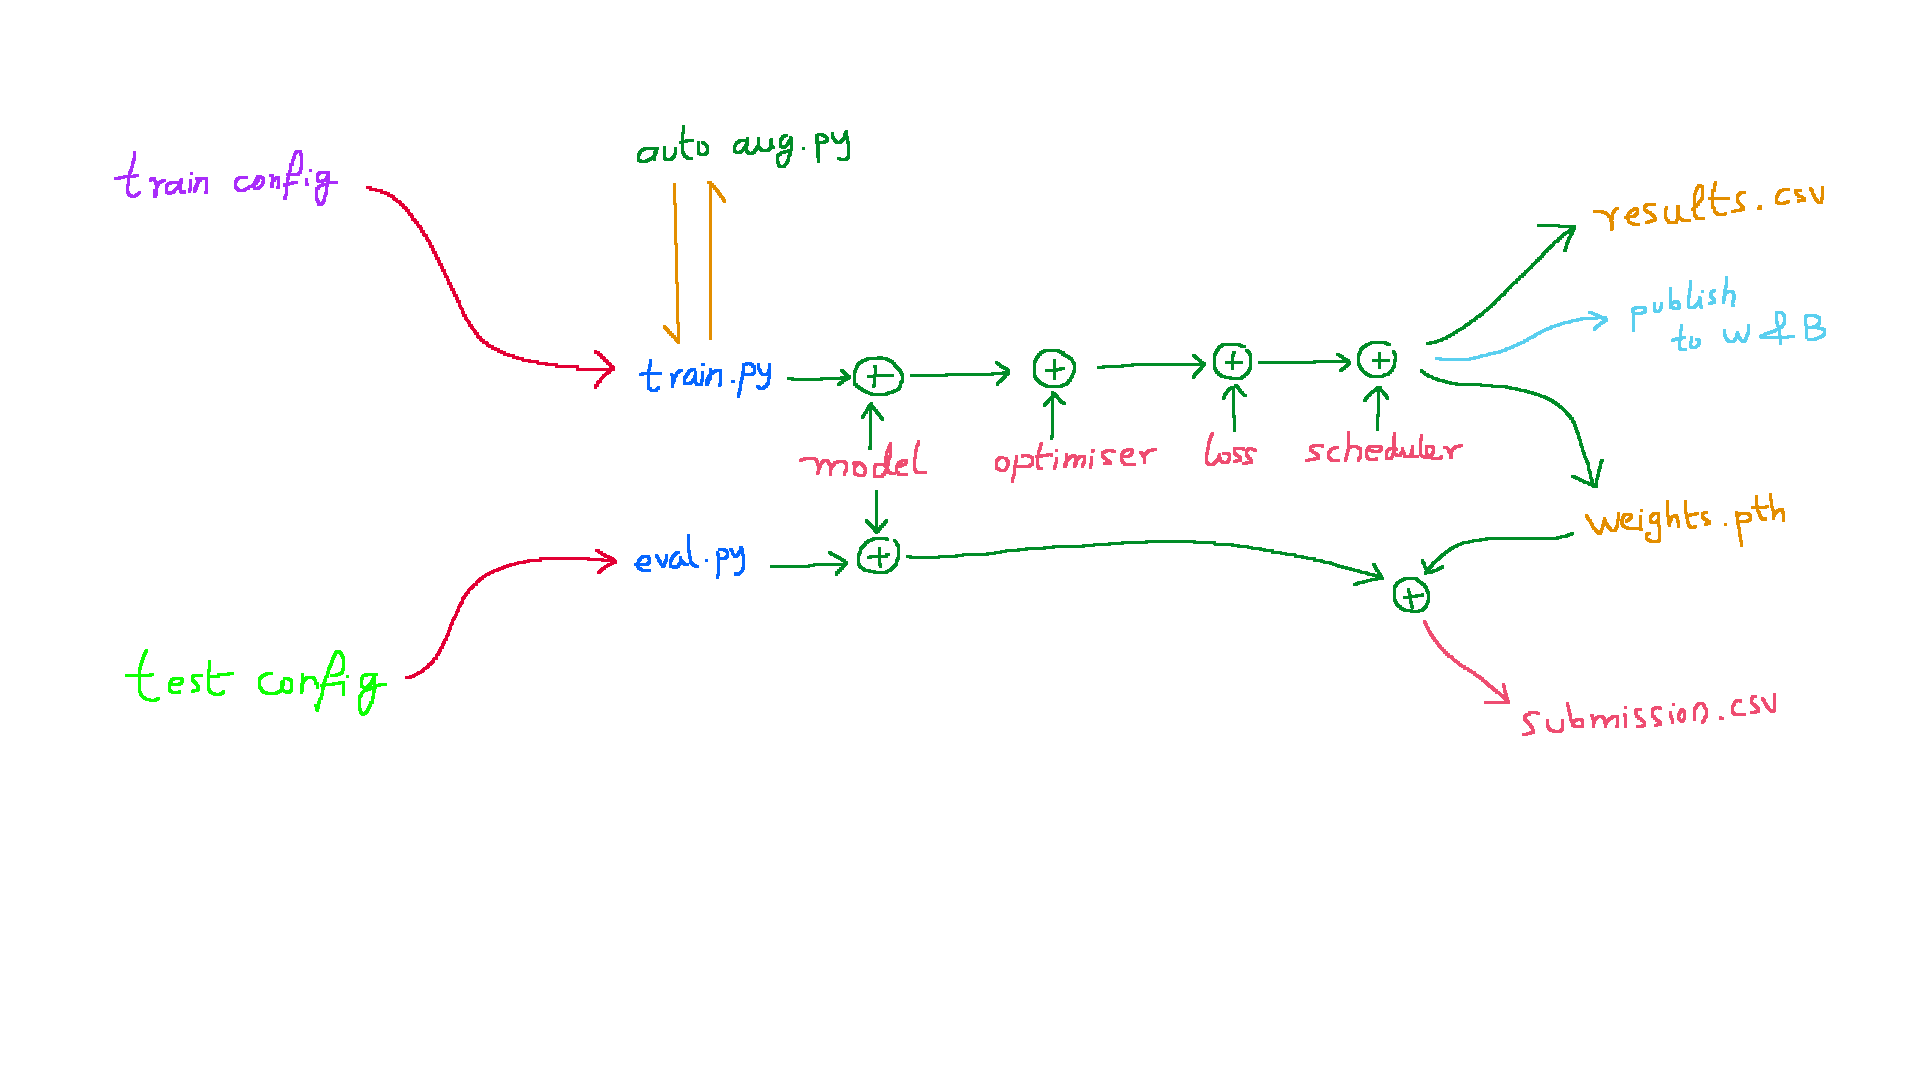 auto aug.py
train config
results.csv
publish
to W&B
train.py
model
optimiser
loss
scheduler
weights.pth
eval.py
test config
submission.csv